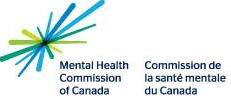 Mental Health
Commission
of Canada
Commission de
la santé mentale
du Canada